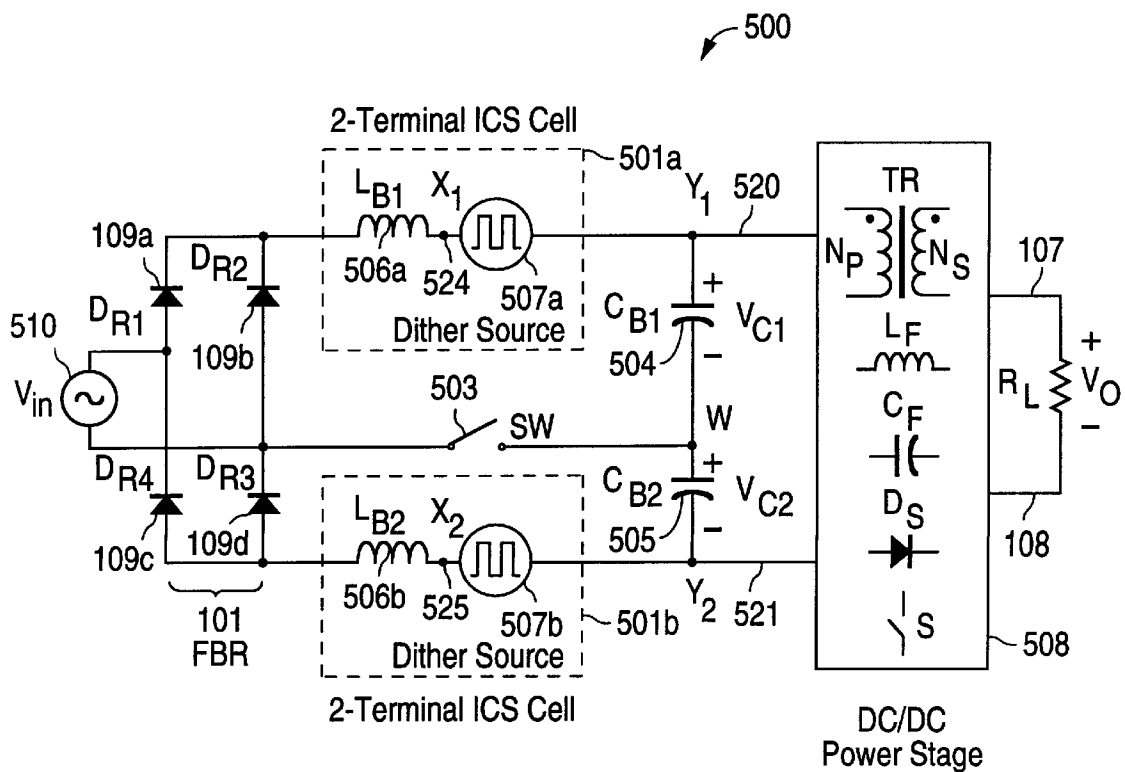 500
2-Terminal ICS Cell
501a
LB1
X1
Y1
520
TR
109a
DR2
506a
524
507a
NP
NS
107
DR1
Dither Source
CB1
+
VC1
510
109b
504
−
LF
+
Vin
503
SW
W
RL
VO
CF
−
DR4
DR3
CB2
+
VC2
LB2
X2
505
−
DS
109c
109d
108
506b
525
507b
Y2
521
101
FBR
Dither Source
501b
S
508
2-Terminal ICS Cell
DC/DC
Power Stage